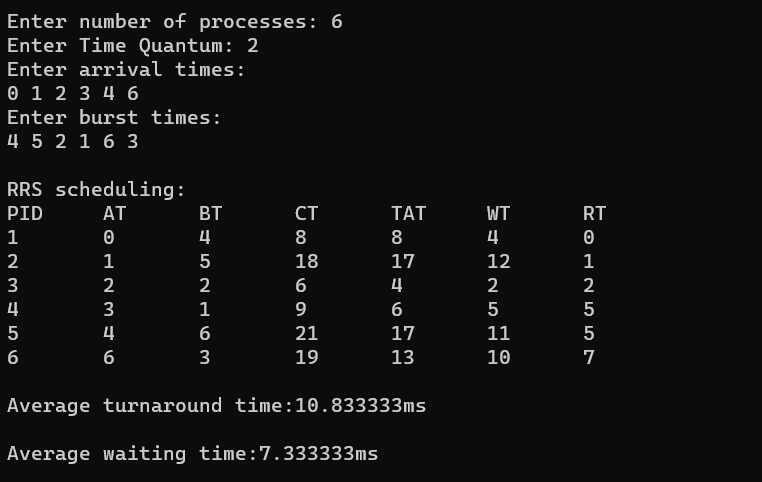 Enter number of processes: 6
Enter Time Quantum: 2
Enter arrival times:
0 1 2 3 4 6
Enter burst times:
4 5 2 1 6 3
RRS scheduling:
PID AT BT CT TAT WT RT
1 0 4 8 8 4 0
2 1 5 18 17 12 1
3 2 2 6 4 2 2
4 3 1 9 6 5 5
5 4 6 21 17 11 5
6 6 3 19 13 10 7
Average turnaround time:10.833333ms
Average waiting time:7.333333ms